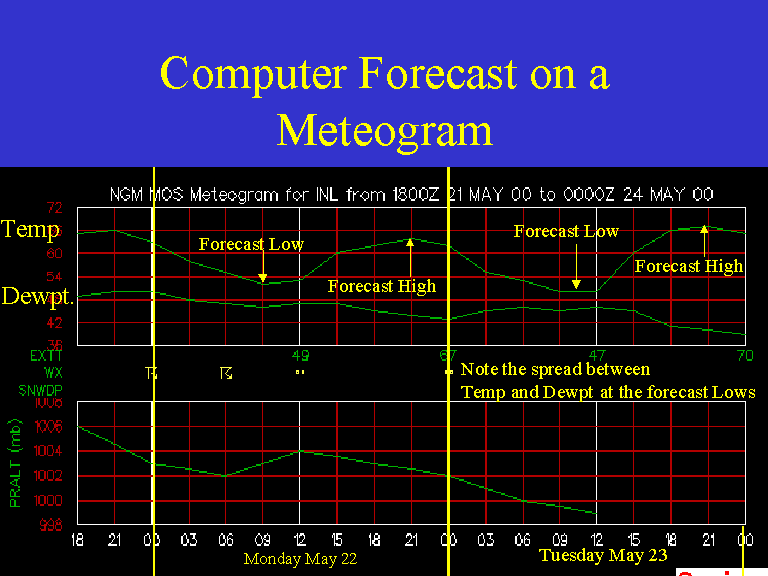 Computer Forecast on a
Meteogram
NGM MOS Meteogram for INL from 1800Z 21 MAY 00 to 0000Z 24 MAY 00
72
Temp
60
Forecast Low
Forecast Low
54
Forecast High
Forecast High
Dewpt.
42
36
EXTT 49 67 47 70
WX
Note the spread between
SNWDP
Temp and Dewpt at the forecast Lows
1008
1006
1004
1002
1000
998
PRALT (mb)
18 21 03 06 09 12 15 18 21 00 03 06 09 12 15 18 21 00
Monday May 22
Tuesday May 23